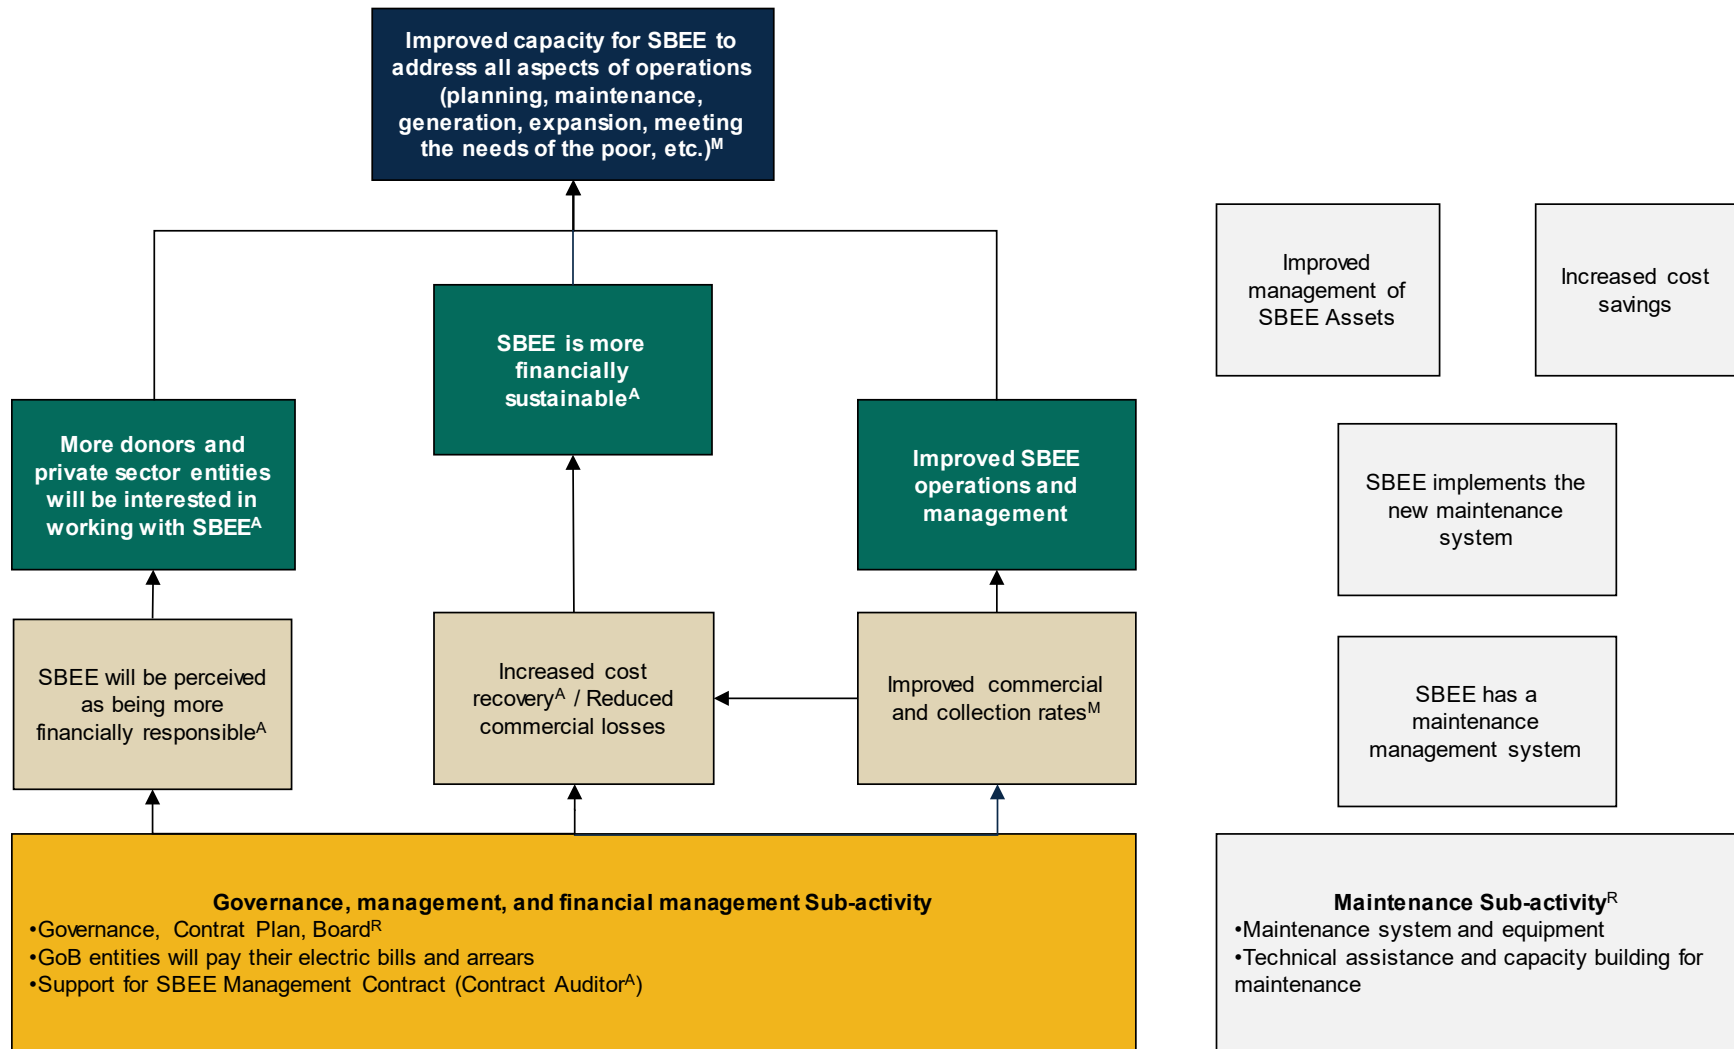 Improved capacity for SBEE to
address all aspects of operations
(planning, maintenance,
generation, expansion, meeting
the needs of the poor, etc.)ᴹ
Improved
management of
SBEE Assets
Increased cost
savings
SBEE is more
financially
sustainableᴬ
More donors and
private sector entities
will be interested in
working with SBEEᴬ
Improved SBEE
operations and
management
SBEE implements the
new maintenance
system
SBEE will be perceived
as being more
financially responsibleᴬ
Increased cost
recoveryᴬ / Reduced
commercial losses
Improved commercial
and collection ratesᴹ
SBEE has a
maintenance
management system
Governance, management, and financial management Sub-activity
•Governance, Contrat Plan, Boardᴿ
•GoB entities will pay their electric bills and arrears
•Support for SBEE Management Contract (Contract Auditorᴬ)
Maintenance Sub-activityᴿ
•Maintenance system and equipment
•Technical assistance and capacity building for
maintenance